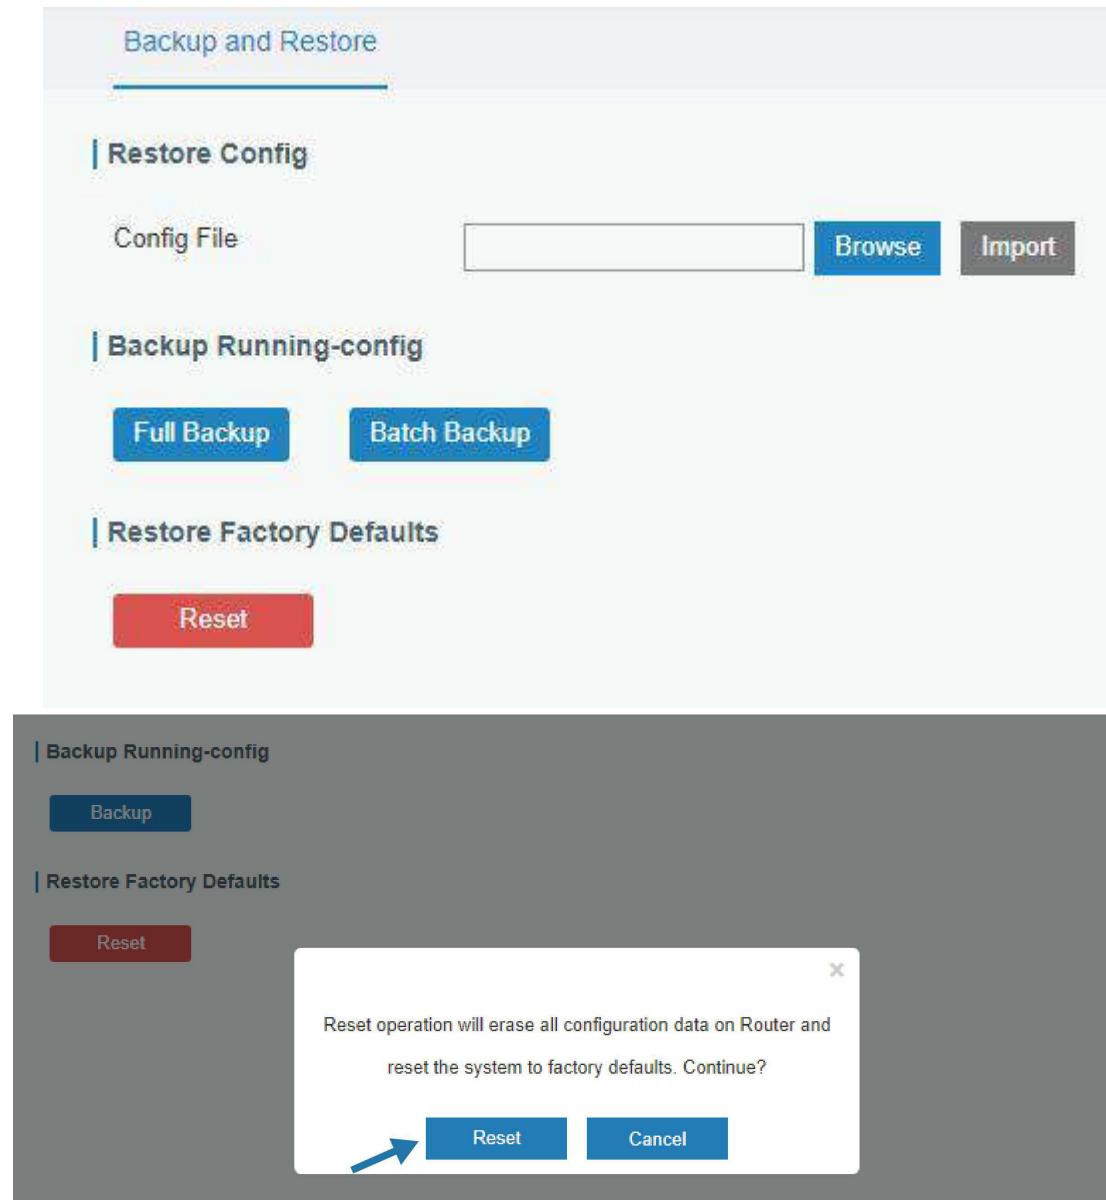 Backup and Restore
Restore Config
Config File
Browse
Import
Backup Running-config
Full Backup
Batch Backup
Restore Factory Defaults
Reset
Backup Running-config
Backup
Restore Factory Defaults
Reset
×
Reset operation will erase all configuration data on Router and
reset the system to factory defaults. Continue?
Reset
Cancel